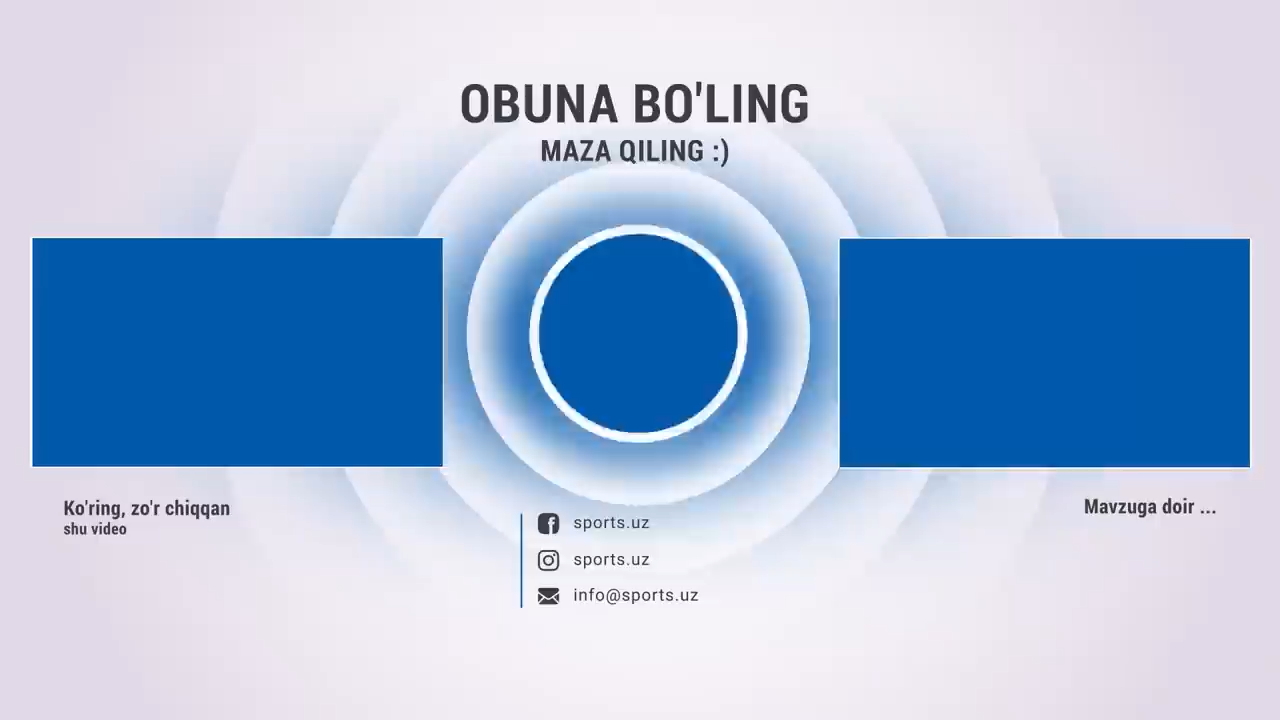 OBUNA BO'LING
MAZA QILING :)
Ko'ring, zo'r chiqqan
shu video
Mavzuga doir ...
sports.uz
sports.uz
info@sports.uz